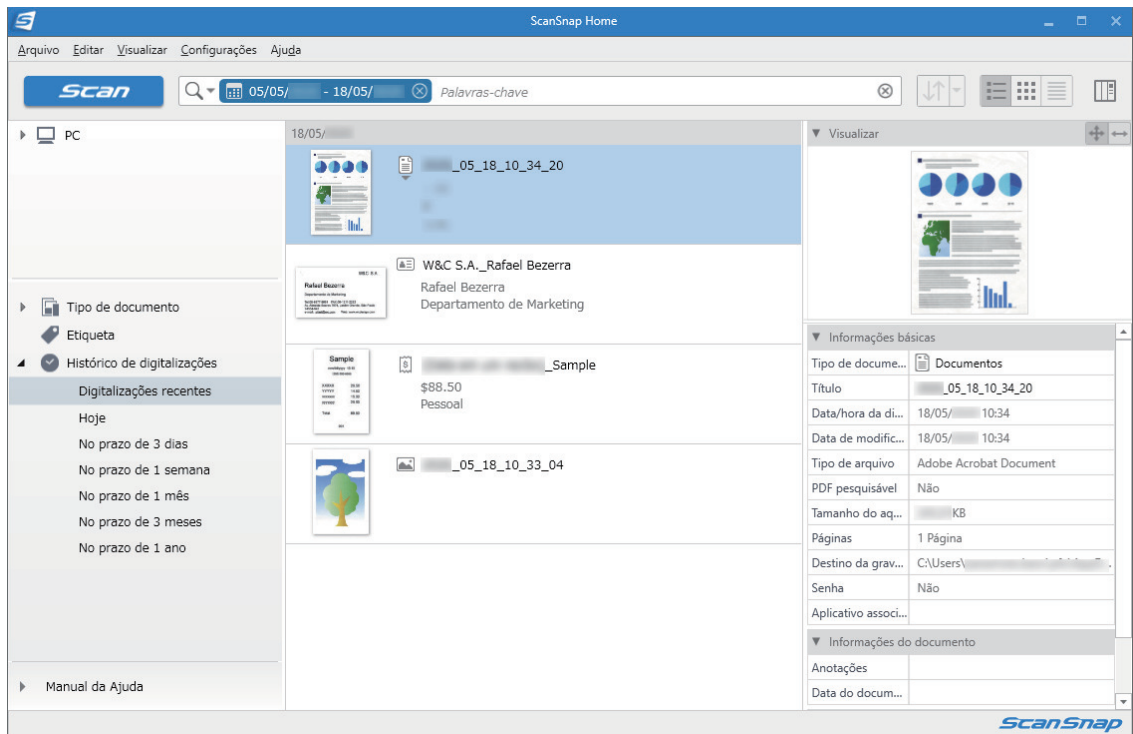 ScanSnap Home
Arquivo Editar Visualizar Configurações Ajuda
Scan
05/05/ - 18/05/
Palavras-chave
PC
Tipo de documento
Etiqueta
Histórico de digitalizações
Digitalizações recentes
Hoje
No prazo de 3 dias
No prazo de 1 semana
No prazo de 1 mês
No prazo de 3 meses
No prazo de 1 ano
Manual da Ajuda
18/05/
_05_18_10_34_20
W&C S.A.
Rafael Bezerra
W&C S.A._Rafael Bezerra
Rafael Bezerra
Departamento de Marketing
Sample
_Sample
$88.50
Pessoal
_05_18_10_33_04
Visualizar
Informações básicas
Tipo de docume... Documentos
Título _05_18_10_34_20
Data/hora da di... 18/05/ 10:34
Data de modific... 18/05/ 10:34
Tipo de arquivo Adobe Acrobat Document
PDF pesquisável Não
Tamanho do aq... KB
Páginas 1 Página
Destino da grav... C:\Users\
Senha Não
Aplicativo associ...
Informações do documento
Anotações
Data do docum...
ScanSnap